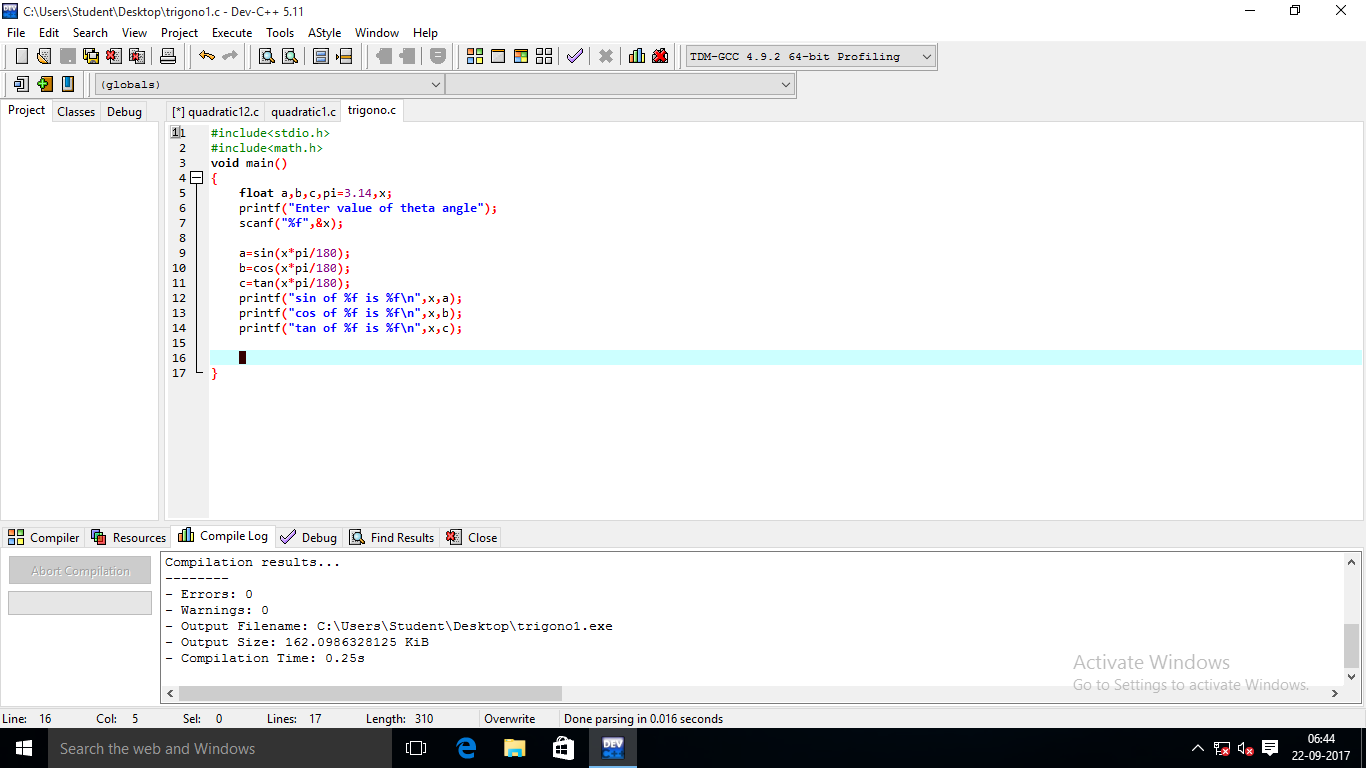 C:\Users\Student\Desktop\trigono1.c - Dev-C++ 5.11
File Edit Search View Project Execute Tools AStyle Window Help
TDM-GCC 4.9.2 64-bit Profiling
(globals)
Project Classes Debug [*] quadratic12.c quadratic1.c trigono.c
1 #include<stdio.h>
2 #include<math.h>
3 void main()
4 {
5 float a,b,c,pi=3.14,x;
6 printf("Enter value of theta angle");
7 scanf("%f",&x);
8
9 a=sin(x*pi/180);
10 b=cos(x*pi/180);
11 c=tan(x*pi/180);
12 printf("sin of %f is %f\n",x,a);
13 printf("cos of %f is %f\n",x,b);
14 printf("tan of %f is %f\n",x,c);
15
16
17 }
Compiler Resources Compile Log Debug Find Results Close
Abort Compilation
Compilation results...
--------
- Errors: 0
- Warnings: 0
- Output Filename: C:\Users\Student\Desktop\trigono1.exe
- Output Size: 162.0986328125 KiB
- Compilation Time: 0.25s
Activate Windows
Go to Settings to activate Windows.
Line: 16 Col: 5 Sel: 0 Lines: 17 Length: 310 Overwrite Done parsing in 0.016 seconds
Search the web and Windows
DEV
06:44
22-09-2017